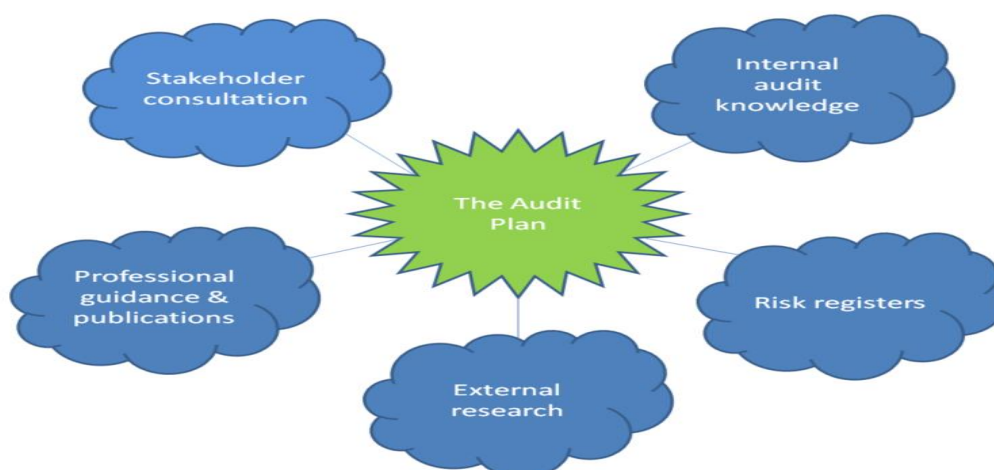 Stakeholder
consultation
Internal
audit
knowledge
The Audit
Plan
Professional
guidance &
publications
Risk registers
External
research